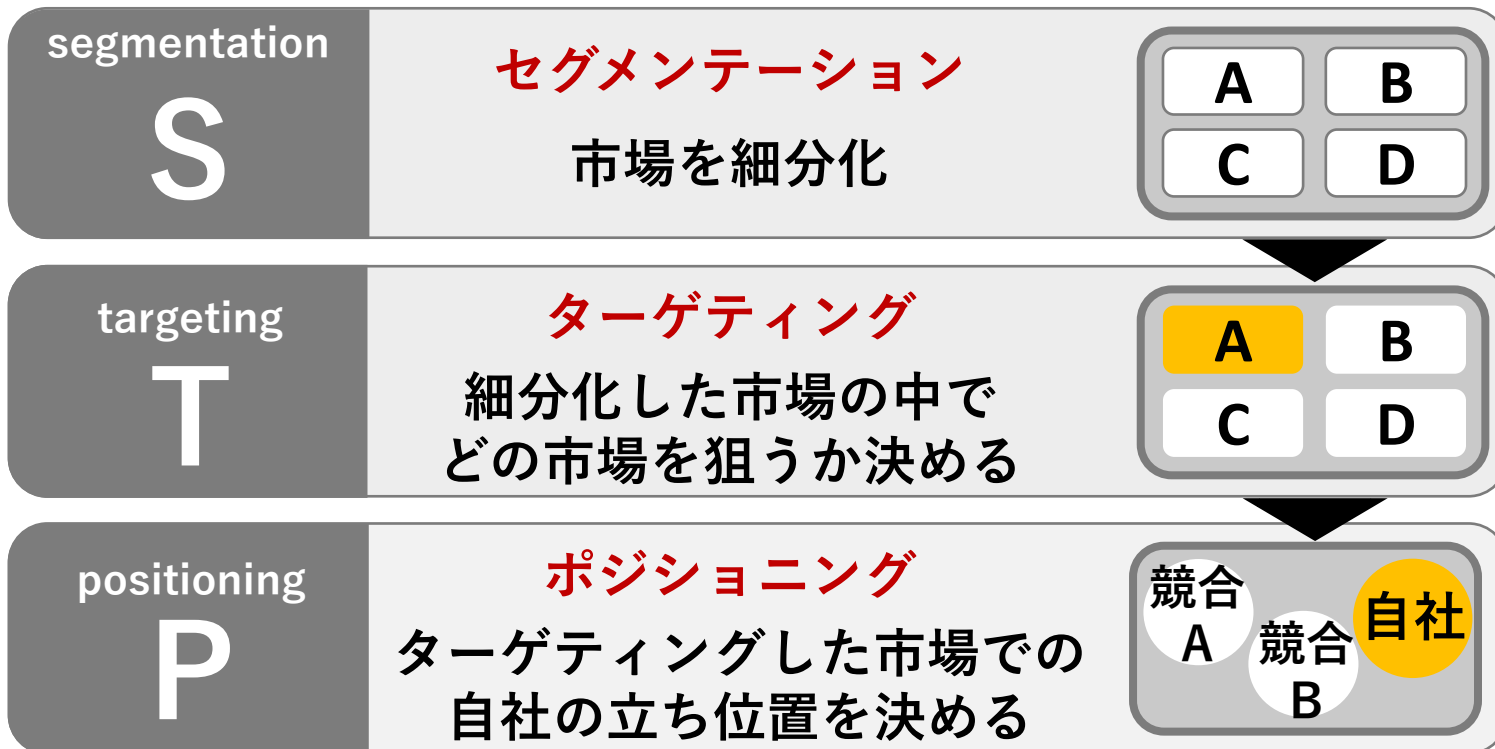 segmentation
S
セグメンテーション
市場を細分化
A
B
C
D
targeting
T
ターゲティング
細分化した市場の中で
どの市場を狙うか決める
A
B
C
D
positioning
P
ポジショニング
ターゲティングした市場での
自社の立ち位置を決める
競合
A
競合
B
自社